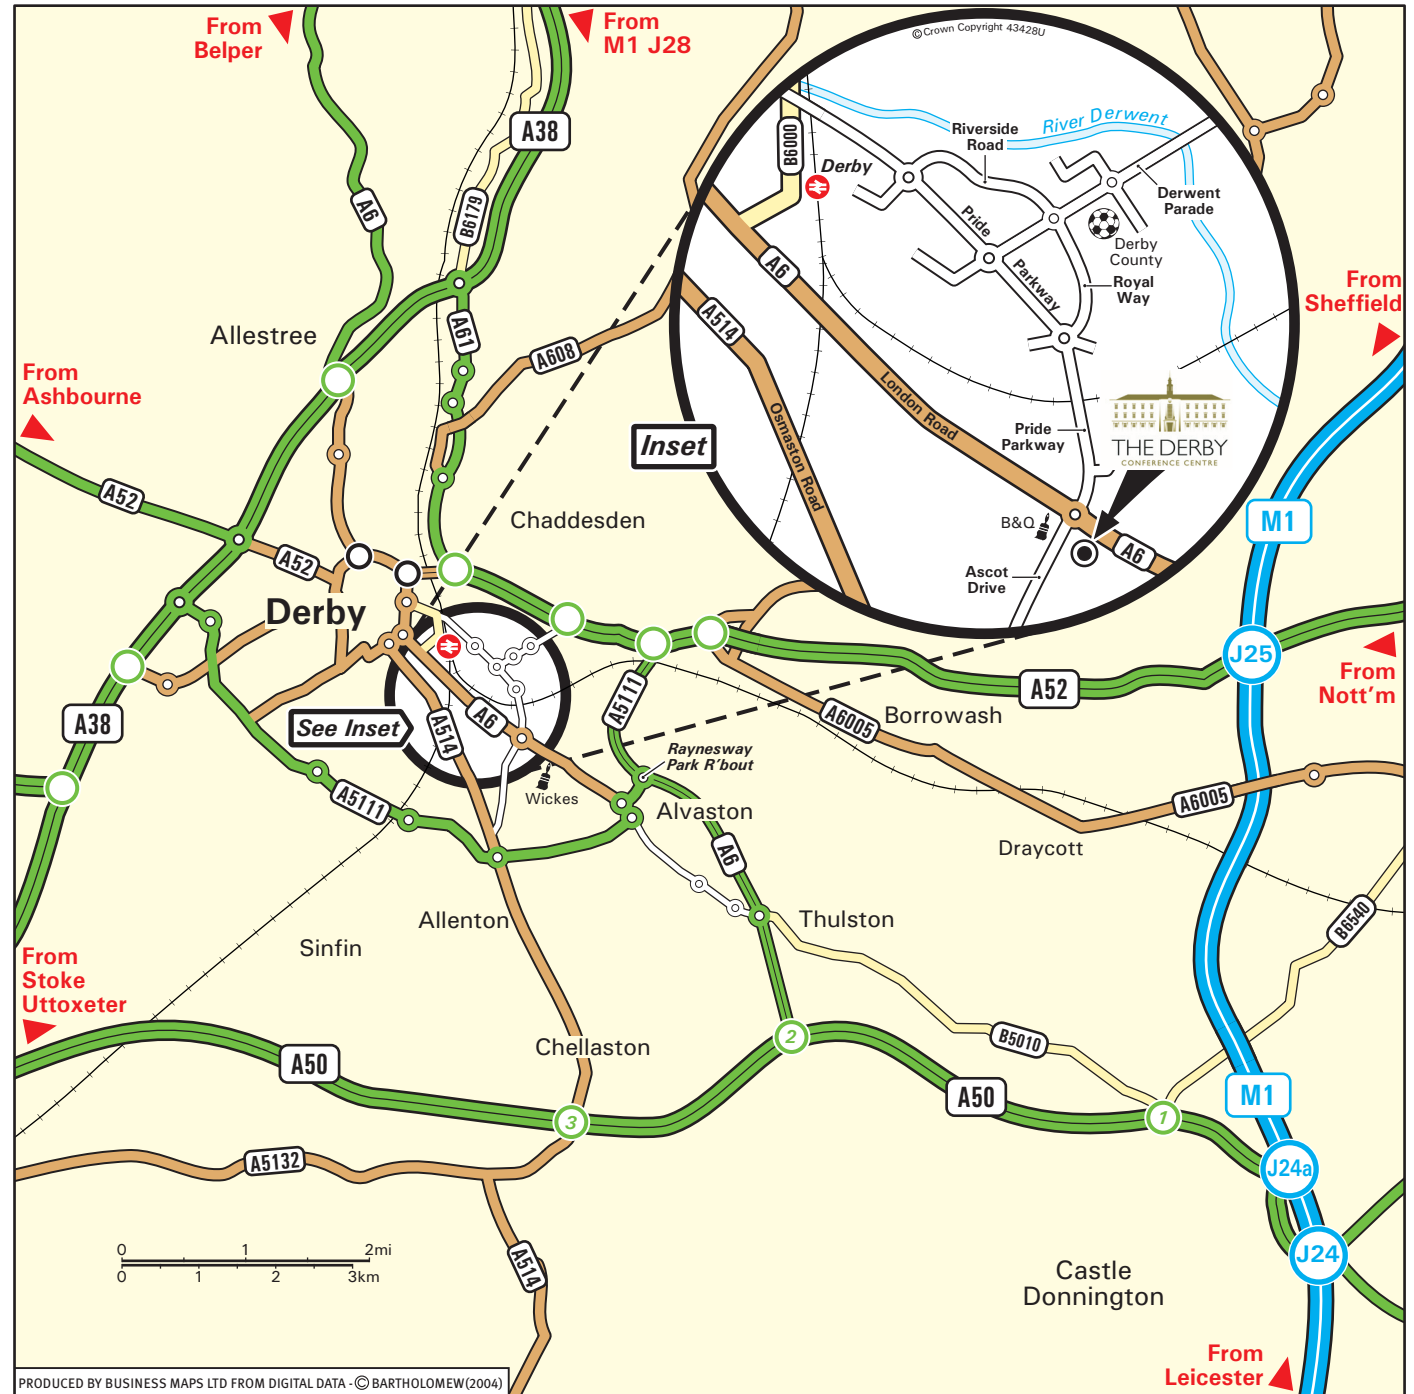 From
Belper
From
M1 J28
© Crown Copyright 43428U
A38
B6000
Riverside
Road
River Derwent
Derby
Derwent
Parade
A6
B6179
Pride
Derby
County
A6
Parkway
Royal
Way
From
Sheffield
A514
Allestree
A61
A608
From
Ashbourne
London Road
Osmaston Road
Inset
Pride
Parkway
THE DERBY
CONFERENCE CENTRE
A52
Chaddesden
B&Q
M1
A6
A52
Ascot
Drive
Derby
J25
From
Nott'm
A52
A5111
A38
See Inset
A514
A6
A6005
Borrowash
Raynesway
Park R'bout
Wickes
A5111
Alvaston
A6005
A6
Draycott
Allenton
Thulston
B6540
Sinfin
From
Stoke
Uttoxeter
2
B5010
Chellaston
A50
A50
M1
3
1
A5132
J24a
J24
0 1 2mi
0 1 2 3km
A514
Castle
Donnington
From
Leicester
PRODUCED BY BUSINESS MAPS LTD FROM DIGITAL DATA - © BARTHOLOMEW(2004)